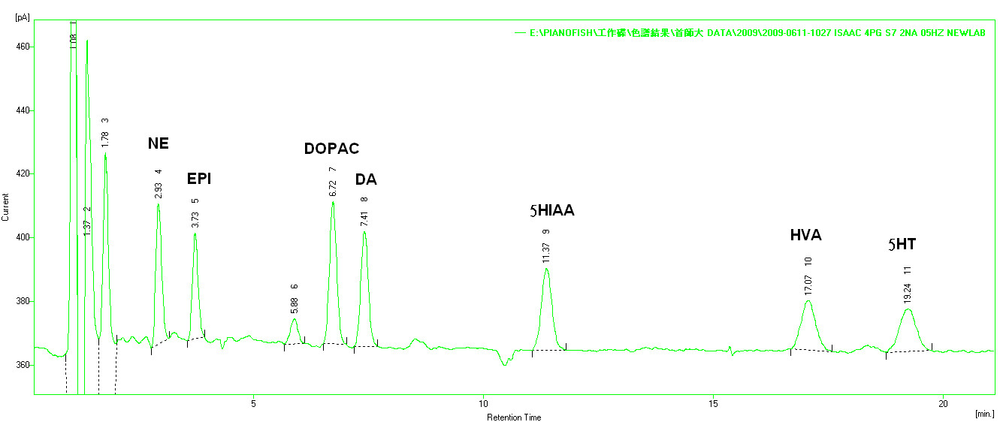 [pA]
E:\PIANOFISH\工作碟\色譜結果\首師大 DATA\2009\2009-0611-1027 ISAAC 4PG S7 2NA 05HZ NEWLAB
460
440
420
400
380
360
Current
1.08 1
1.37 2
1.78 3
NE
2.93 4
EPI
3.73 5
5.88 6
DOPAC
6.72 7
DA
7.41 8
5HIAA
11.37 9
HVA
17.07 10
5HT
19.24 11
5
10
15
20
Retention Time
[min.]